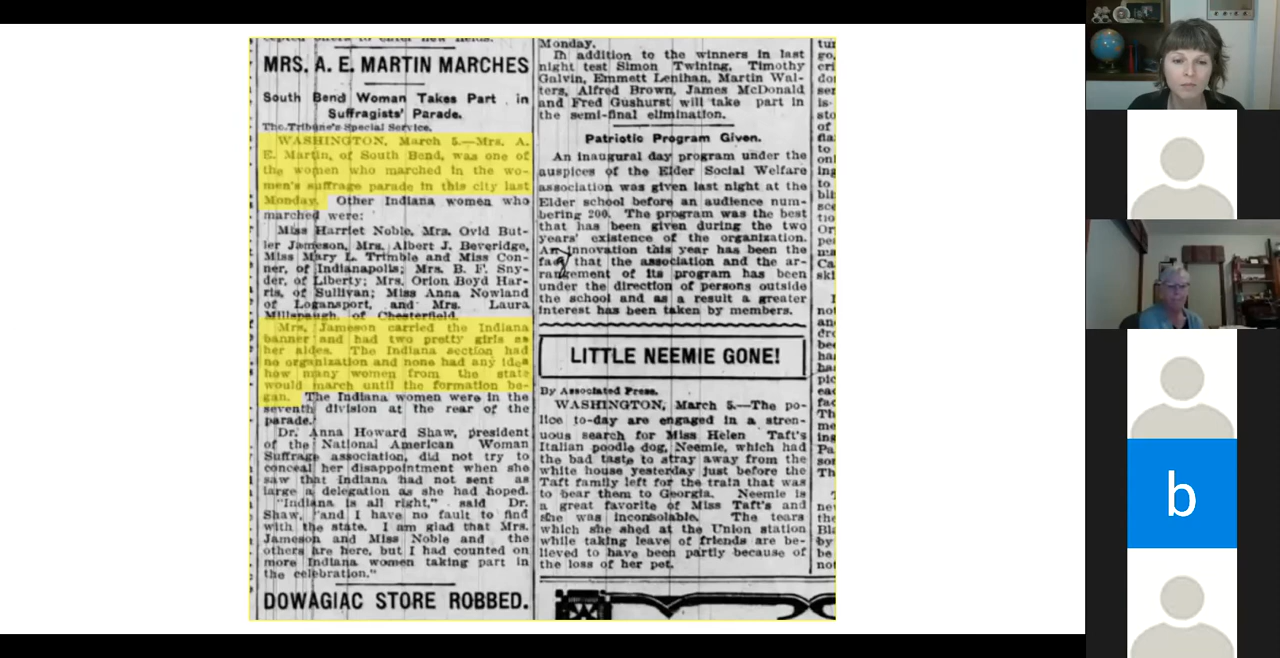 MRS. A. E. MARTIN MARCHES
South Bend Woman Takes Part in
Suffragists' Parade.
The Tribune's Special Service.
WASHINGTON, March 5.—Mrs. A.
E. Martin, of South Bend, was one of
the women who marched in the wo-
men's suffrage parade in this city last
Monday. Other Indiana women who
marched were:
Miss Harriet Noble, Mrs. Ovid But-
ler Jameson, Mrs. Albert J. Beveridge,
Miss Mary L. Trimble and Miss Con-
ner, of Indianapolis; Mrs. B. F. Sny-
der, of Liberty; Mrs. Orion Boyd Har-
ris, of Sullivan; Miss Anna Nowland
of Logansport, and Mrs. Laura
Millspaugh, of Chesterfield.
Mrs. Jameson carried the Indiana
banner and had two pretty girls as
her aides. The Indiana section had
no organization and none had any idea
how many women from the state
would march until the formation be-
gan. The Indiana women were in the
seventh division at the rear of the
parade.
Dr. Anna Howard Shaw, president
of the National American Woman
Suffrage association, did not try to
conceal her disappointment when she
saw that Indiana had not sent as
large a delegation as she had hoped.
"Indiana is all right," said Dr.
Shaw, "and I have no fault to find
with the state. I am glad that Mrs.
Jameson and Miss Noble and the
others are here, but I had counted on
more Indiana women taking part in
the celebration."
DOWAGIAC STORE ROBBED.
Monday.
In addition to the winners in last
night test Simon Twining, Timothy
Galvin, Emmett Lenihan, Martin Wal-
ters, Alfred Brown, James McDonald
and Fred Gushurst will take part in
the semi-final elimination.
Patriotic Program Given.
An inaugural day program under the
auspices of the Elder Social Welfare
association was given last night at the
Elder school before an audience num-
bering 200. The program was the best
that has been given during the two
years' existence of the organization.
An innovation this year has been the
fact that the association and the ar-
rangement of its program has been
under the direction of persons outside
the school and as a result a greater
interest has been taken by members.
LITTLE NEEMIE GONE!
By Associated Press.
WASHINGTON, March 5.—The po-
lice to-day are engaged in a stren-
uous search for Miss Helen Taft's
Italian poodle dog, Neemie, which had
the bad taste to stray away from the
white house yesterday just before the
Taft family left for the train that was
to bear them to Georgia. Neemie is
a great favorite of Miss Taft's and
she was inconsolable. The tears
which she shed at the Union station
while taking leave of friends are be-
lieved to have been partly because of
the loss of her pet.
b